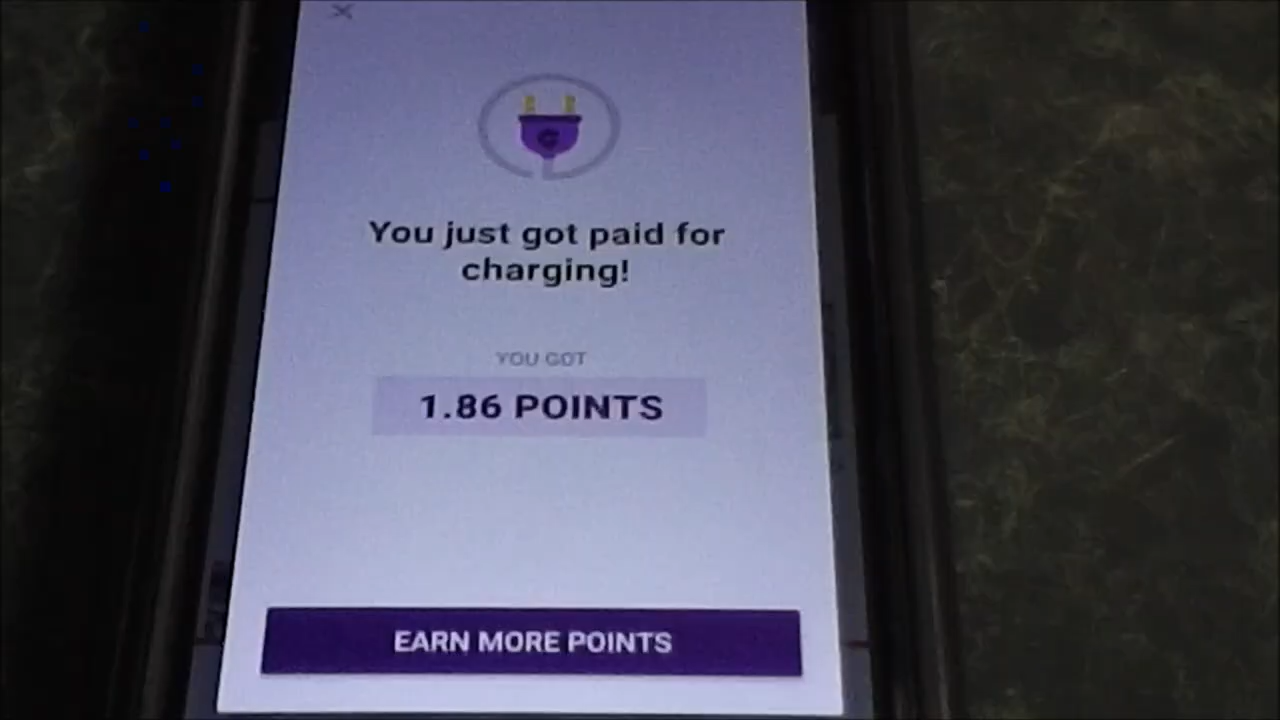 You just got paid for
charging!
YOU GOT
1.86 POINTS
EARN MORE POINTS